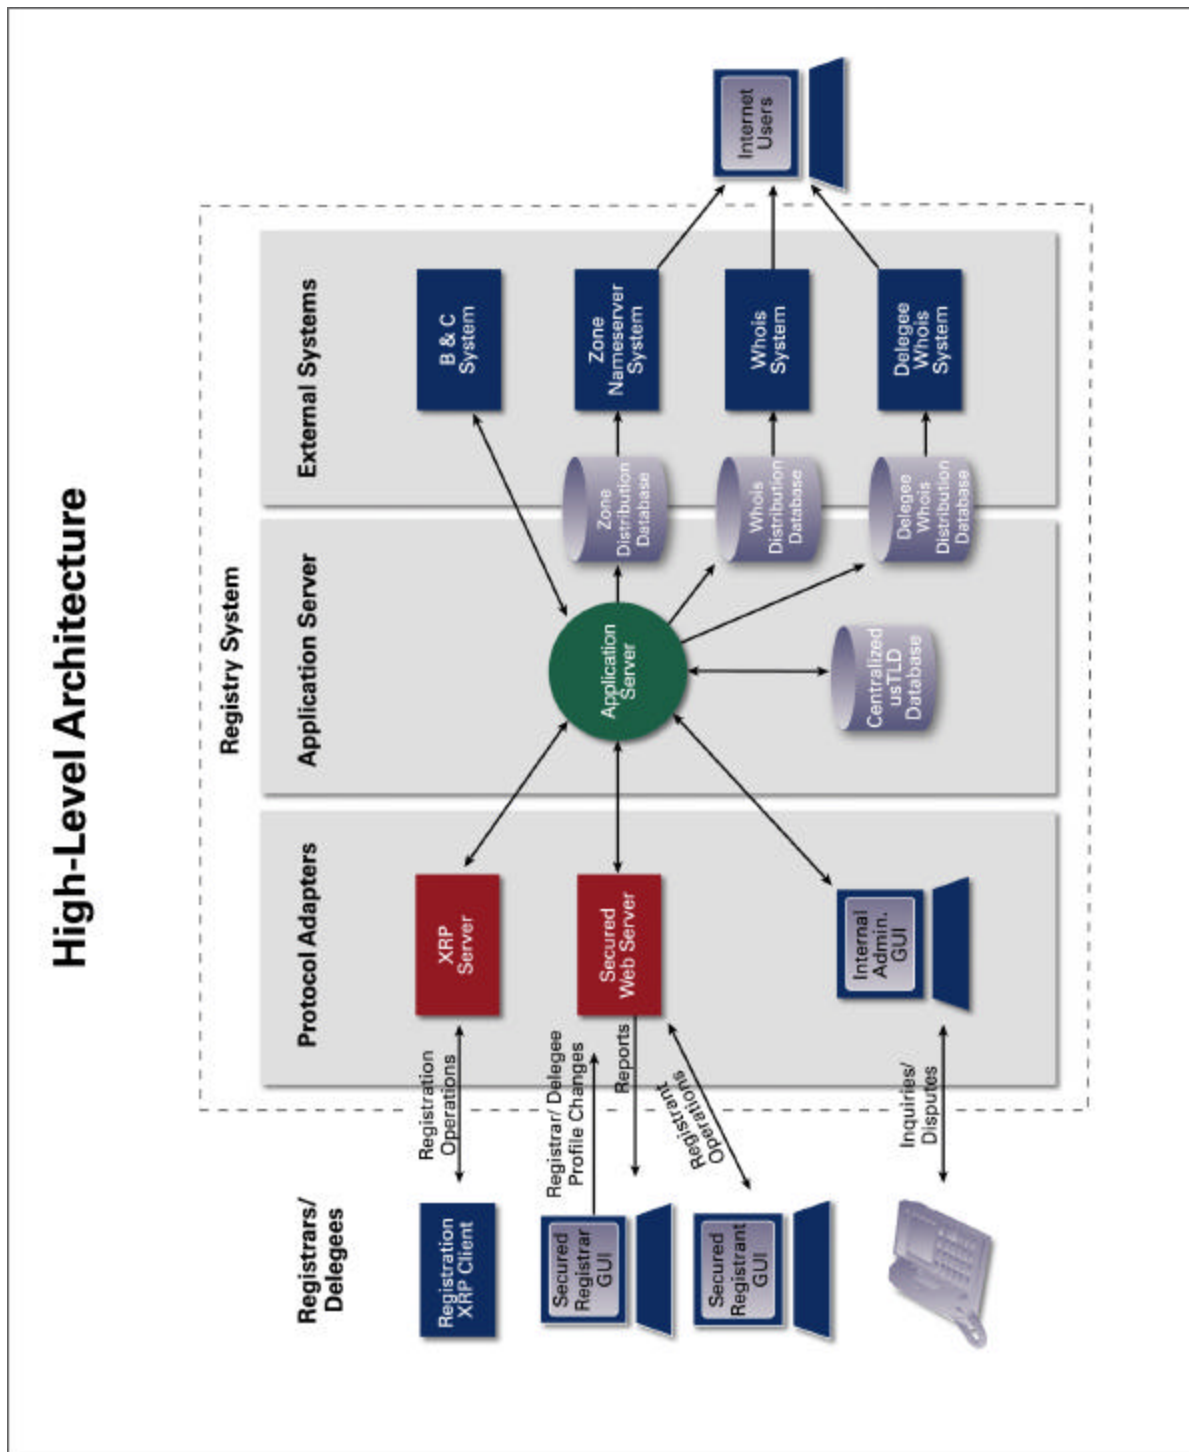 High-Level Architecture
Registry System
Registrars/
Delegees
Protocol Adapters
Application Server
External Systems
Registration
XRP Client
Registration
Operations
XRP
Server
B & C
System
Secured
Registrar
GUI
Registrar/ Delegee
Profile Changes
Reports
Secured
Web Server
Application
Server
Zone
Distribution
Database
Zone
Nameserver
System
Secured
Registrant
GUI
Registrant
Operations
Whois
Distribution
Database
Whois
System
Internet
Users
Inquiries/
Disputes
Internal
Admin.
GUI
Centralized
usTLD
Database
Delegee
Whois
Distribution
Database
Delegee
Whois
System